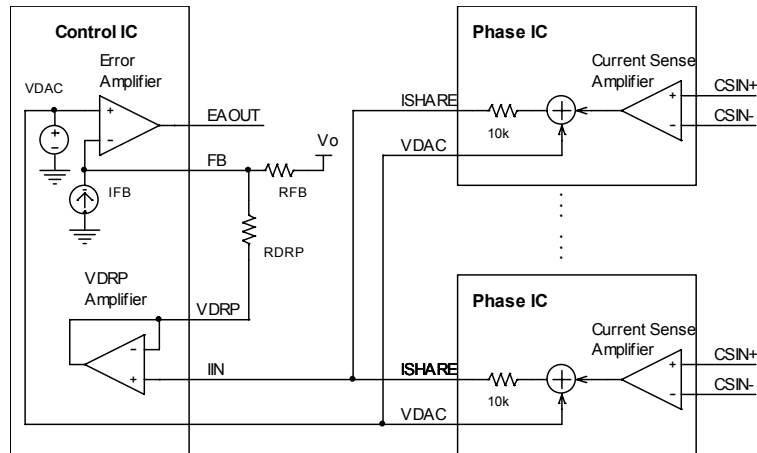 Control IC
Error
Amplifier
VDAC
+
-
+
-
EAOUT
FB
Vo
RFB
IFB
RDRP
VDRP
Amplifier
VDRP
-
+
IIN
Phase IC
Current Sense
Amplifier
CSIN+
CSIN-
+
-
ISHARE
10k
VDAC
Phase IC
Current Sense
Amplifier
CSIN+
CSIN-
+
-
ISHARE
10k
VDAC